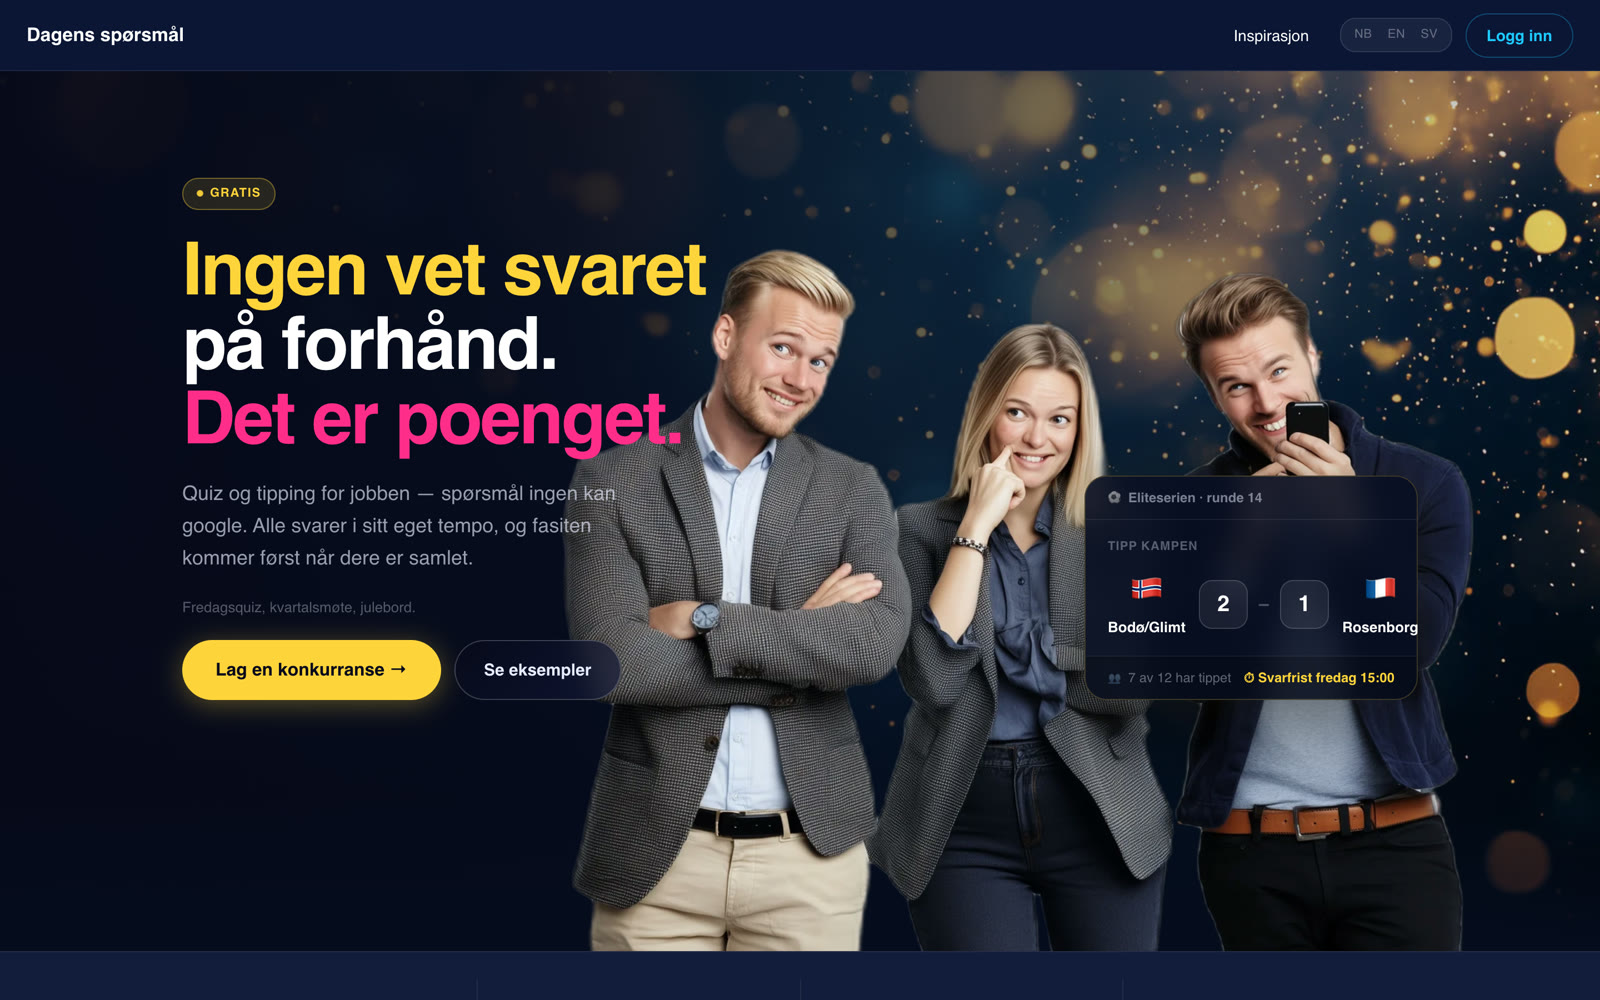 Dagens spørsmål
Inspirasjon
NB EN SV
Logg inn
GRATIS
Ingen vet svaret
på forhånd.
Det er poenget.
Quiz og tipping for jobben — spørsmål ingen kan
google. Alle svarer i sitt eget tempo, og fasiten
kommer først når dere er samlet.
Fredagsquiz, kvartalsmøte, julebord.
Lag en konkurranse →
Se eksempler
Eliteserien · runde 14
TIPP KAMPEN
2 – 1
Bodø/Glimt
Rosenborg
7 av 12 har tippet
Svarfrist fredag 15:00